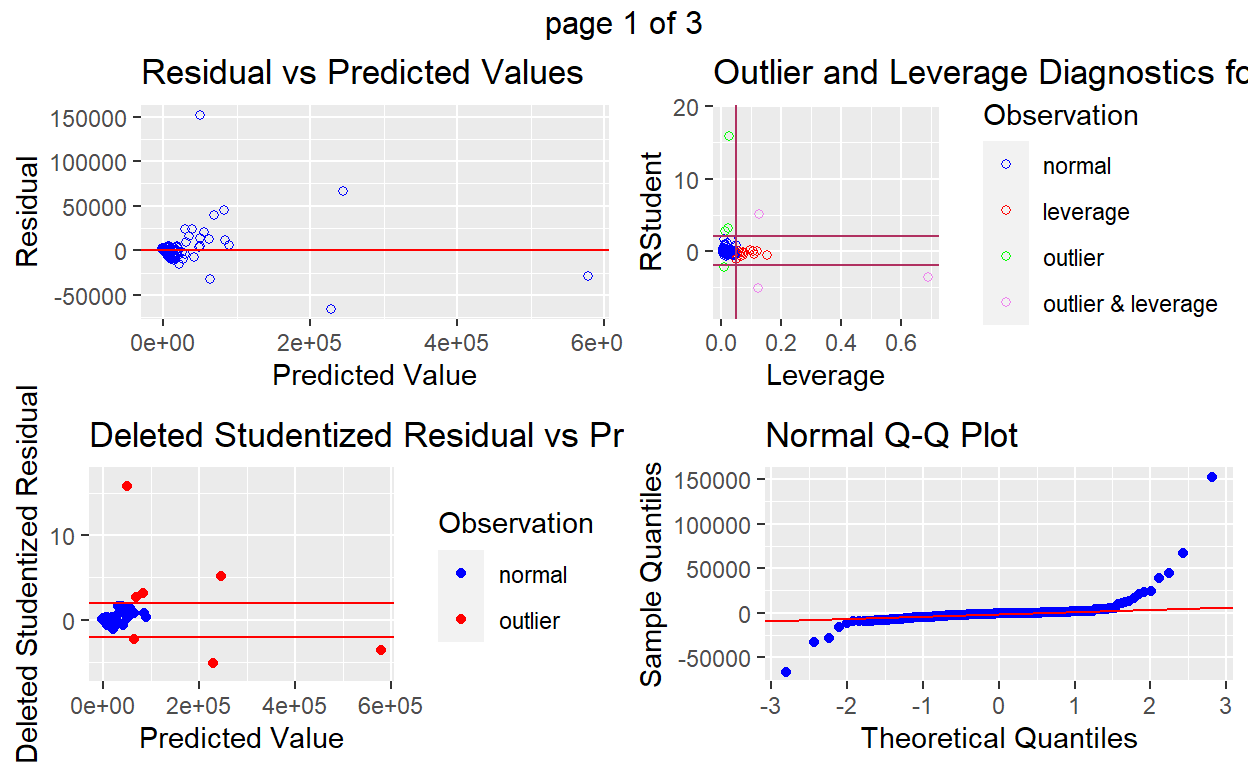 page 1 of 3
Residual vs Predicted Values
Residual
150000
100000
50000
0
-50000
0e+00 2e+05 4e+05 6e+0
Predicted Value
Outlier and Leverage Diagnostics fo
RStudent
20
10
0
0.0 0.2 0.4 0.6
Leverage
Observation
normal
leverage
outlier
outlier & leverage
Deleted Studentized Residual vs Pr
Deleted Studentized Residual
10
0
0e+00 2e+05 4e+05 6e+05
Predicted Value
Observation
normal
outlier
Normal Q-Q Plot
Sample Quantiles
150000
100000
50000
0
-50000
-3 -2 -1 0 1 2 3
Theoretical Quantiles